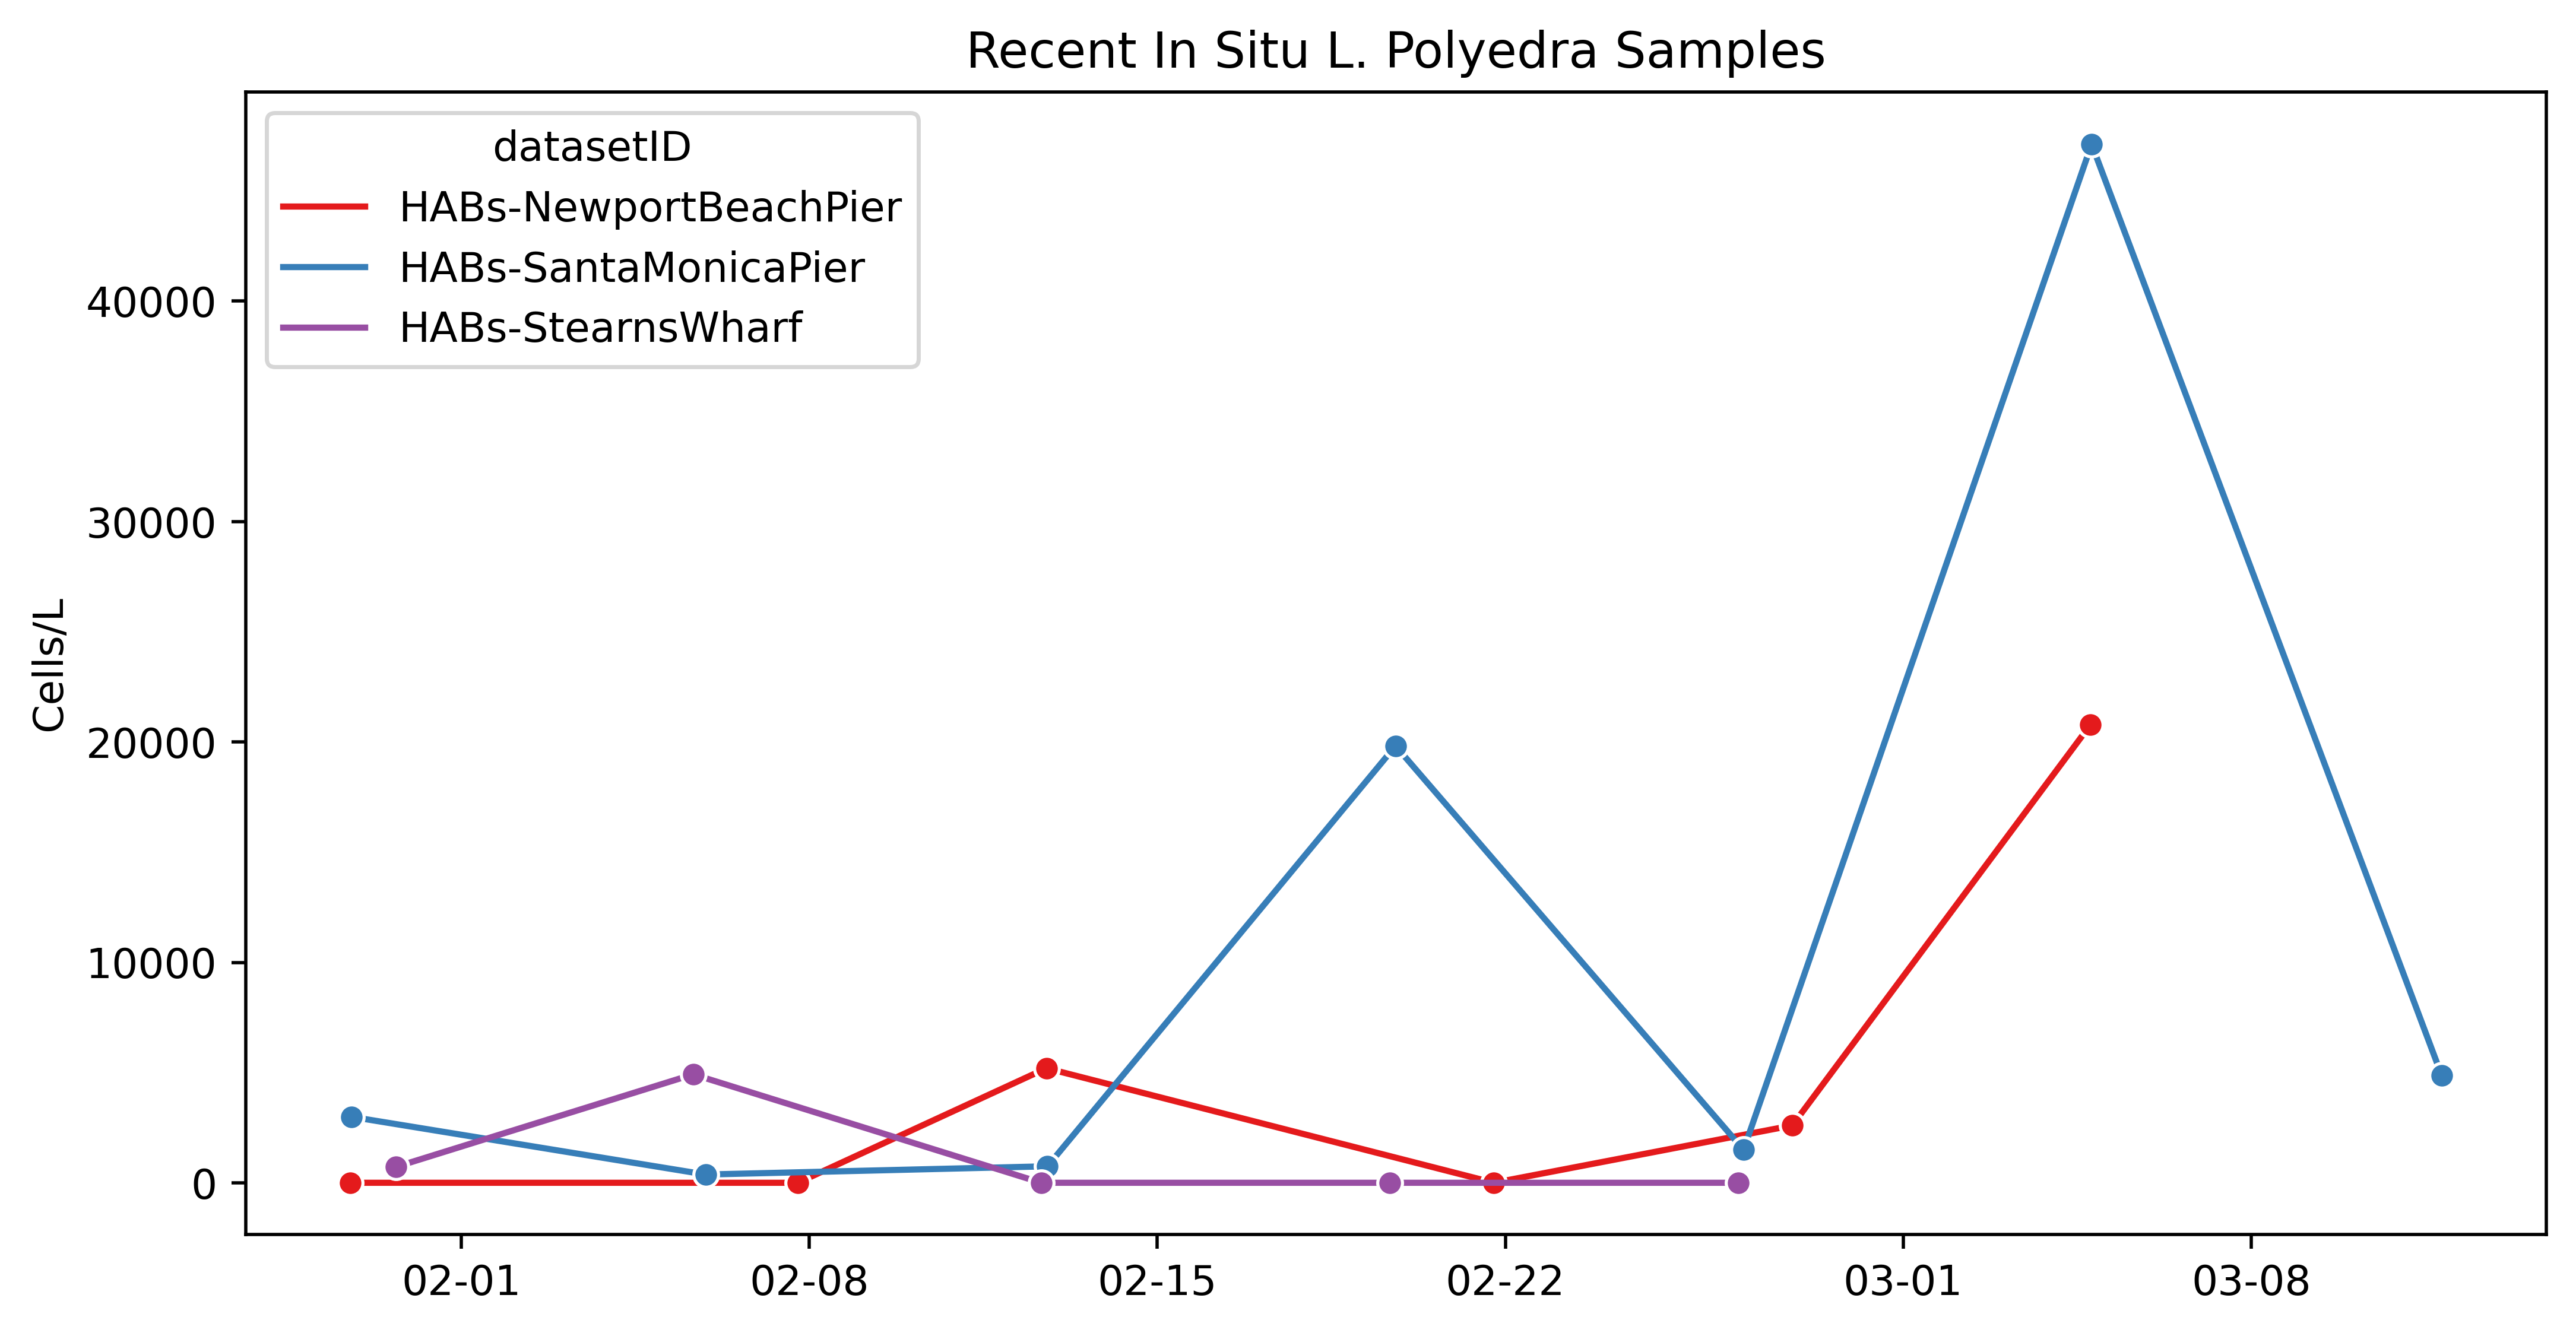 Recent In Situ L. Polyedra Samples
datasetID
HABs-NewportBeachPier
HABs-SantaMonicaPier
HABs-StearnsWharf
Cells/L
40000
30000
20000
10000
0
02-01 02-08 02-15 02-22 03-01 03-08